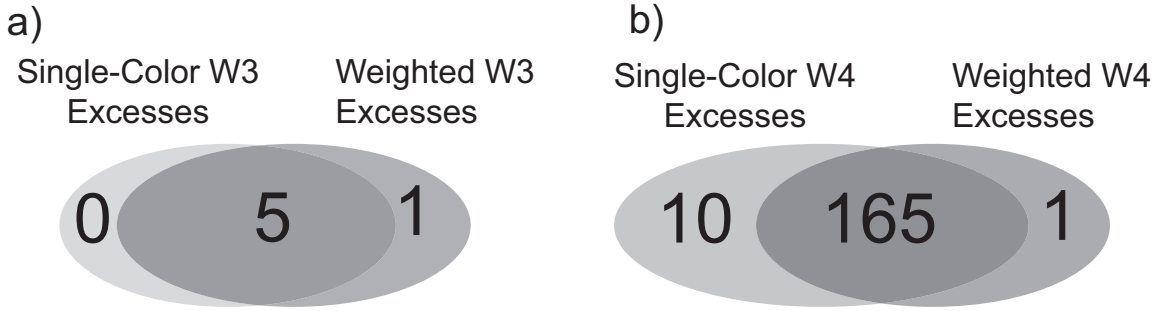 a)
Single-Color W3
Excesses
Weighted W3
Excesses
0
5
1
b)
Single-Color W4
Excesses
Weighted W4
Excesses
10
165
1